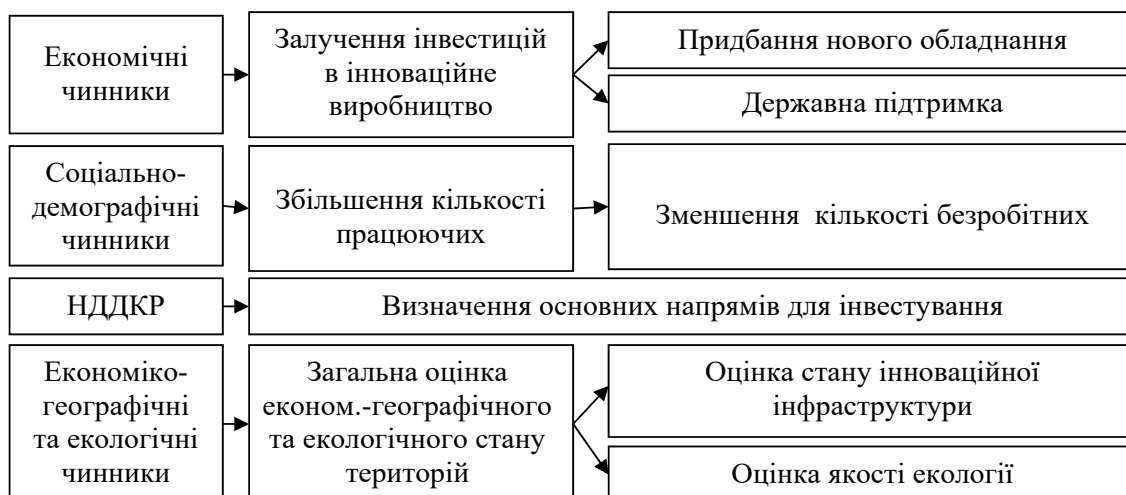 Економічні
чинники
Залучення інвестицій
в інноваційне
виробництво
Придбання нового обладнання
Державна підтримка
Соціально-
демографічні
чинники
Збільшення кількості
працюючих
Зменшення кількості безробітних
НДДКР
Визначення основних напрямів для інвестування
Економіко-
географічні
та екологічні
чинники
Загальна оцінка
економ.-географічного
та екологічного стану
територій
Оцінка стану інноваційної
інфраструктури
Оцінка якості екології